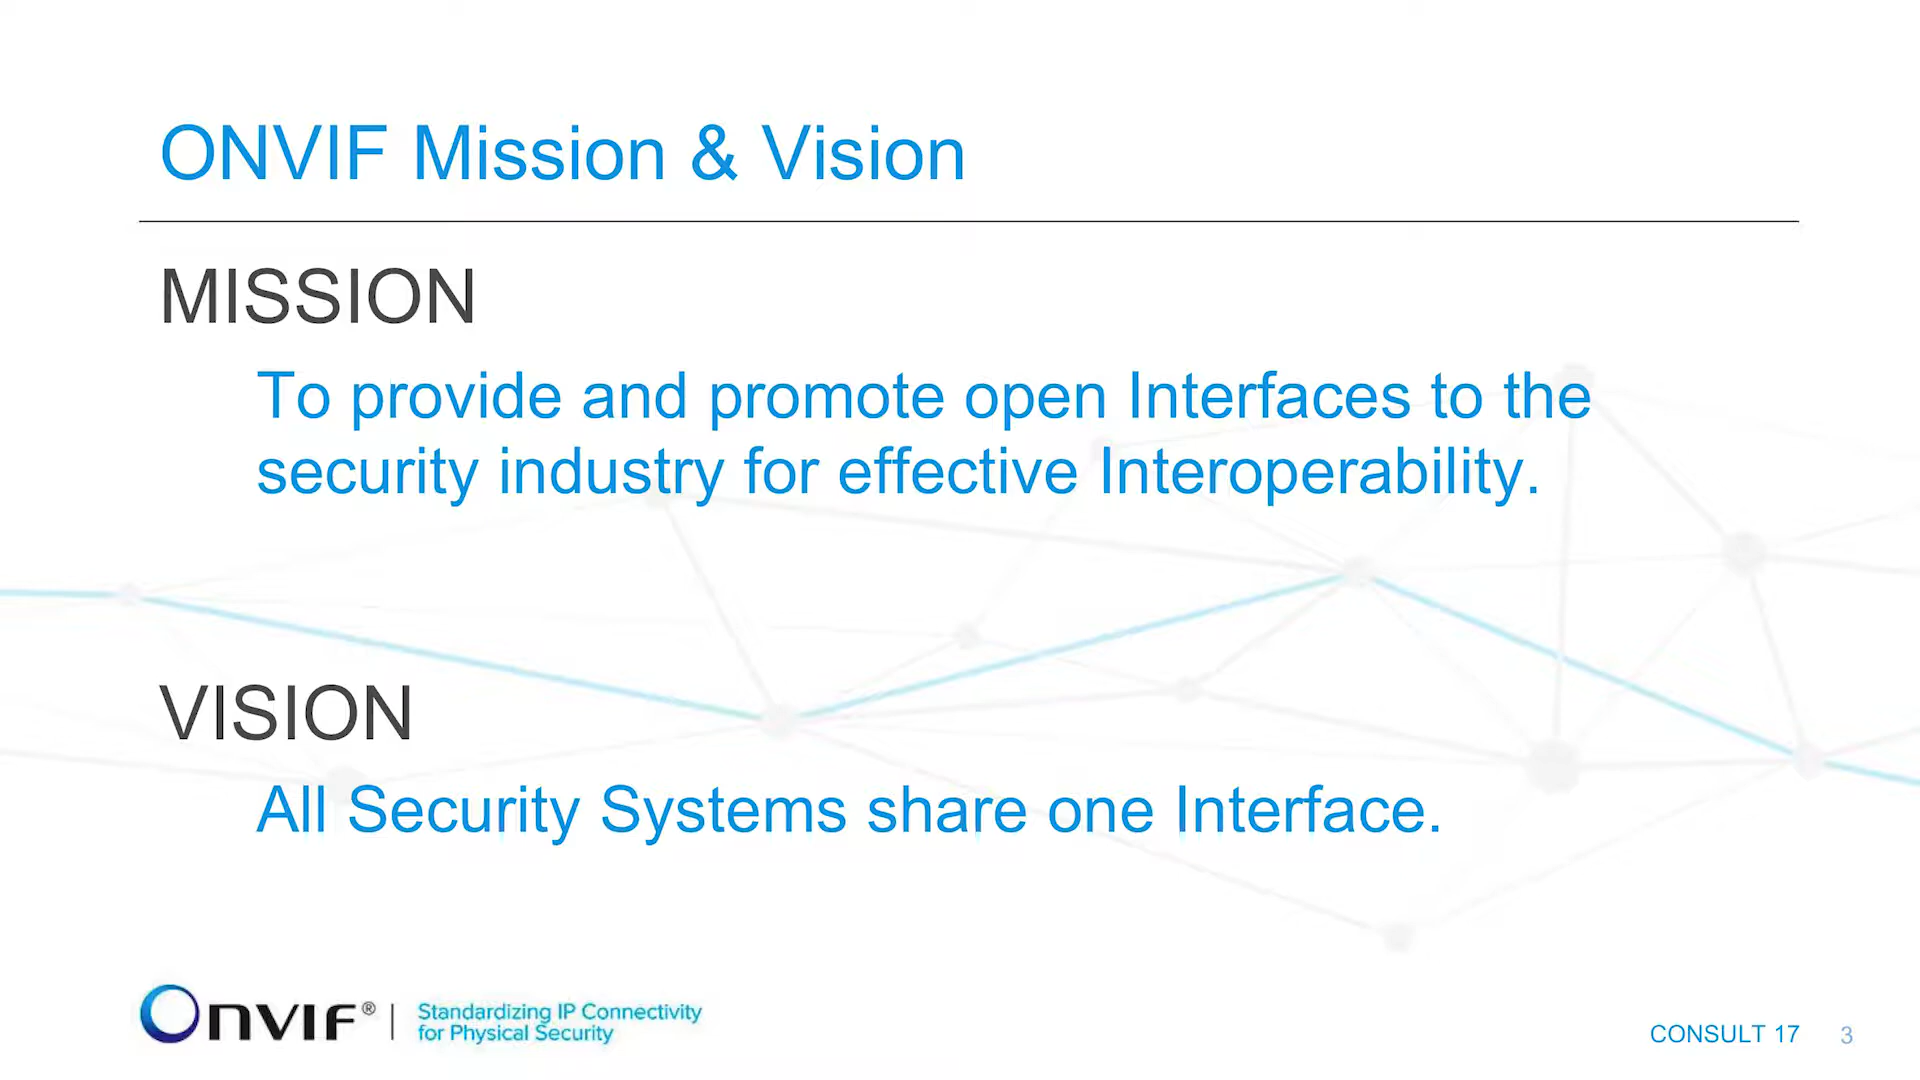 ONVIF Mission & Vision
MISSION
To provide and promote open Interfaces to the
security industry for effective Interoperability.
VISION
All Security Systems share one Interface.
ONVIF® | Standardizing IP Connectivity
for Physical Security
CONSULT 17 3